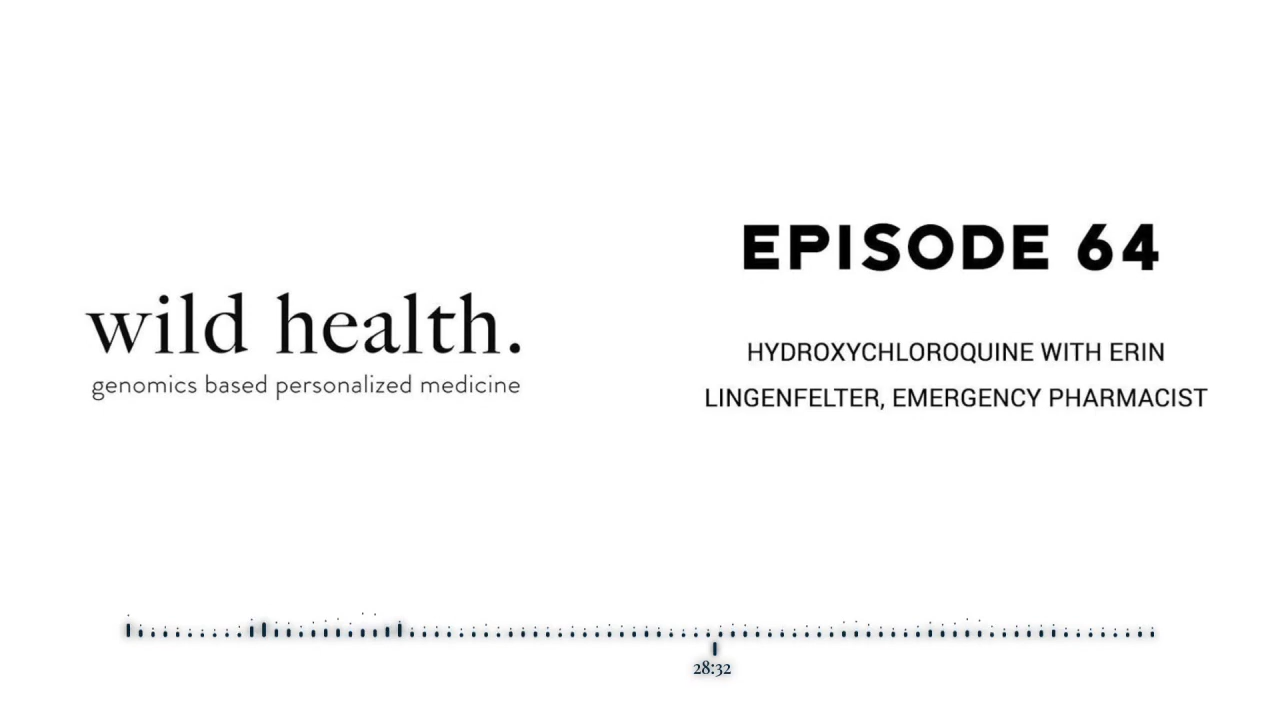 wild health.
genomics based personalized medicine
EPISODE 64
HYDROXYCHLOROQUINE WITH ERIN
LINGENFELTER, EMERGENCY PHARMACIST
28:32